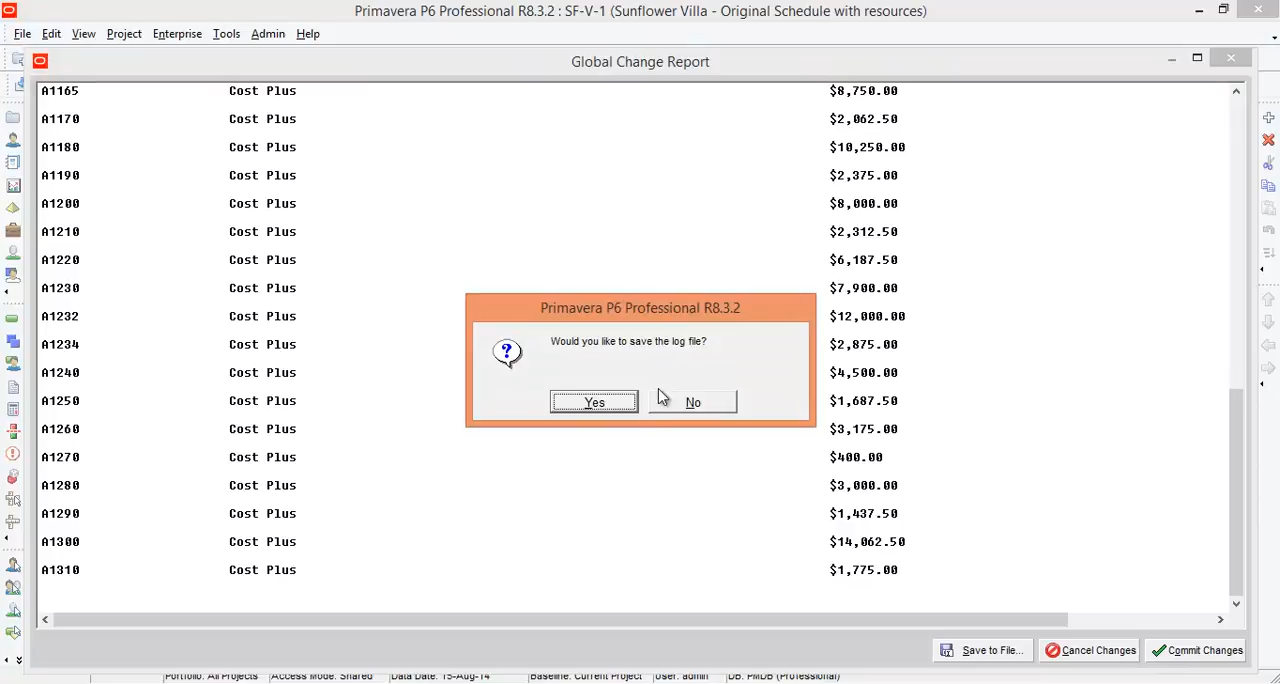 Primavera P6 Professional R8.3.2 : SF-V-1 (Sunflower Villa - Original Schedule with resources)
File Edit View Project Enterprise Tools Admin Help
Global Change Report
A1165 Cost Plus $8,750.00
A1170 Cost Plus $2,062.50
A1180 Cost Plus $10,250.00
A1190 Cost Plus $2,375.00
A1200 Cost Plus $8,000.00
A1210 Cost Plus $2,312.50
A1220 Cost Plus $6,187.50
A1230 Cost Plus $7,900.00
A1232 Cost Plus $12,000.00
A1234 Cost Plus $2,875.00
A1240 Cost Plus $4,500.00
A1250 Cost Plus $1,687.50
A1260 Cost Plus $3,175.00
A1270 Cost Plus $400.00
A1280 Cost Plus $3,000.00
A1290 Cost Plus $1,437.50
A1300 Cost Plus $14,062.50
A1310 Cost Plus $1,775.00
Primavera P6 Professional R8.3.2
Would you like to save the log file?
Yes No
Save to File... Cancel Changes Commit Changes
Portfolio: All Projects Access Mode: Shared Data Date: 15-Aug-14 Baseline: Current Project User: admin DB: PMDB (Professional)